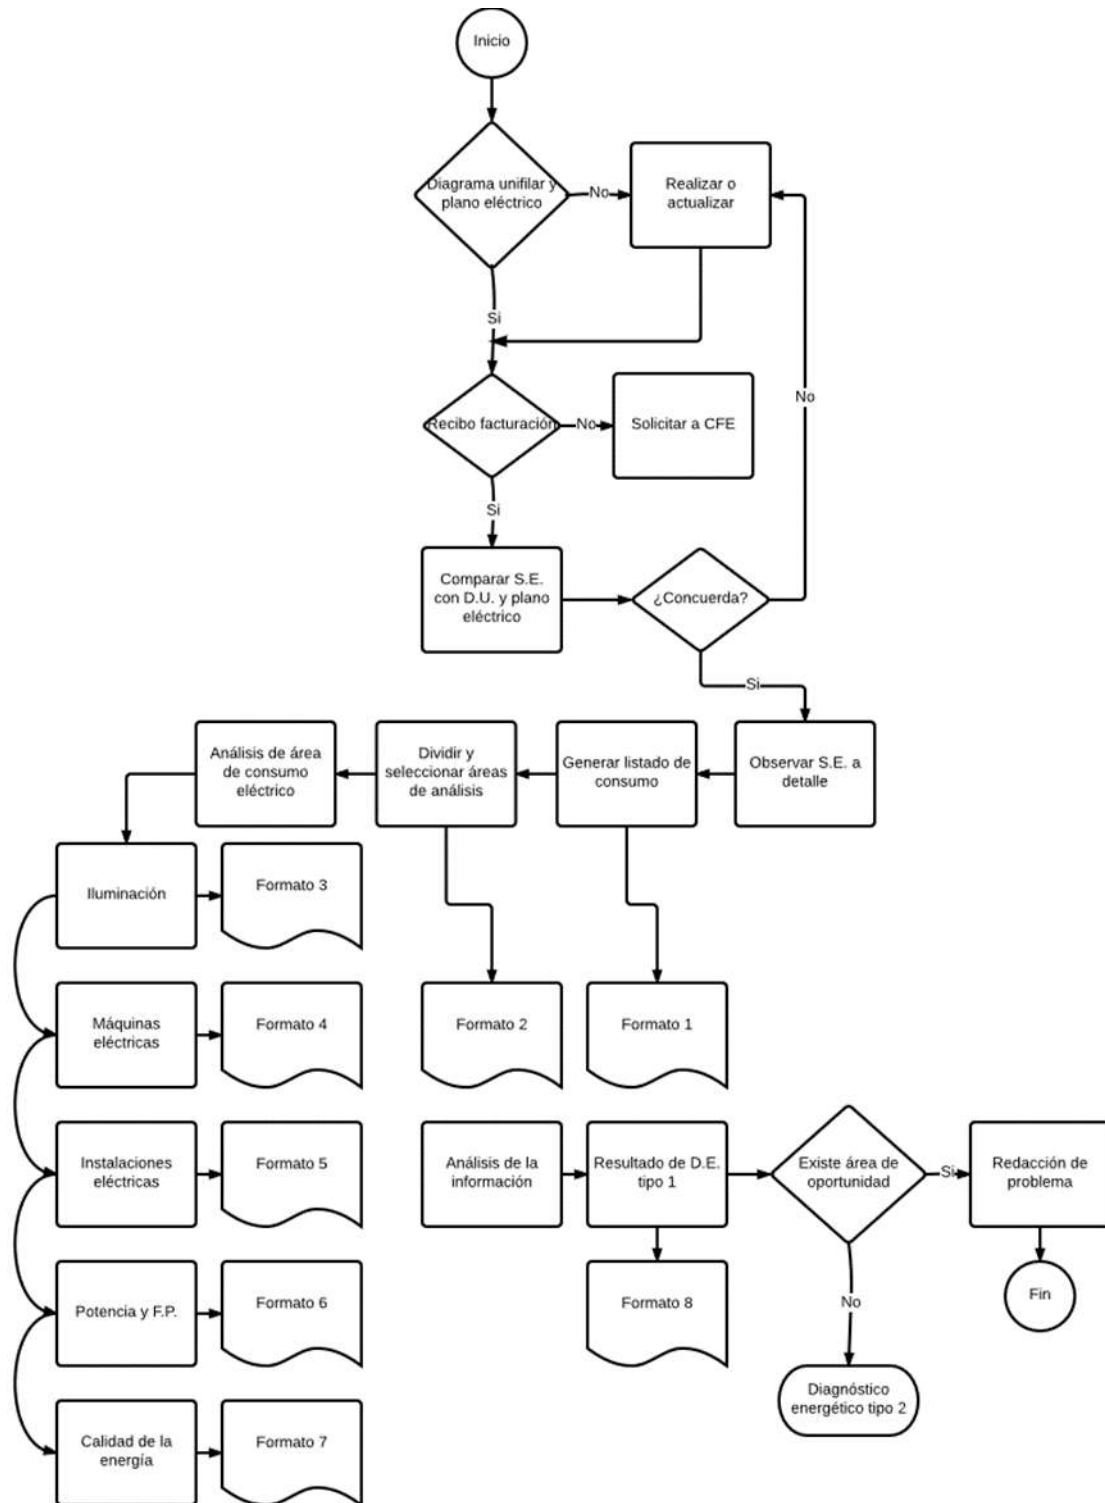 Inicio
Diagrama unifilar y
plano eléctrico
No
Realizar o
actualizar
Si
Recibo facturación
No
Solicitar a CFE
No
Si
Comparar S.E.
con D.U. y plano
eléctrico
¿Concuerda?
Si
Análisis de área
de consumo
eléctrico
Dividir y
seleccionar áreas
de análisis
Generar listado de
consumo
Observar S.E. a
detalle
Iluminación
Formato 3
Máquinas
eléctricas
Formato 4
Formato 2
Formato 1
Instalaciones
eléctricas
Formato 5
Análisis de la
información
Resultado de D.E.
tipo 1
Existe área de
oportunidad
Si
Redacción de
problema
Potencia y F.P.
Formato 6
Formato 8
No
Fin
Diagnóstico
energético tipo 2
Calidad de la
energía
Formato 7